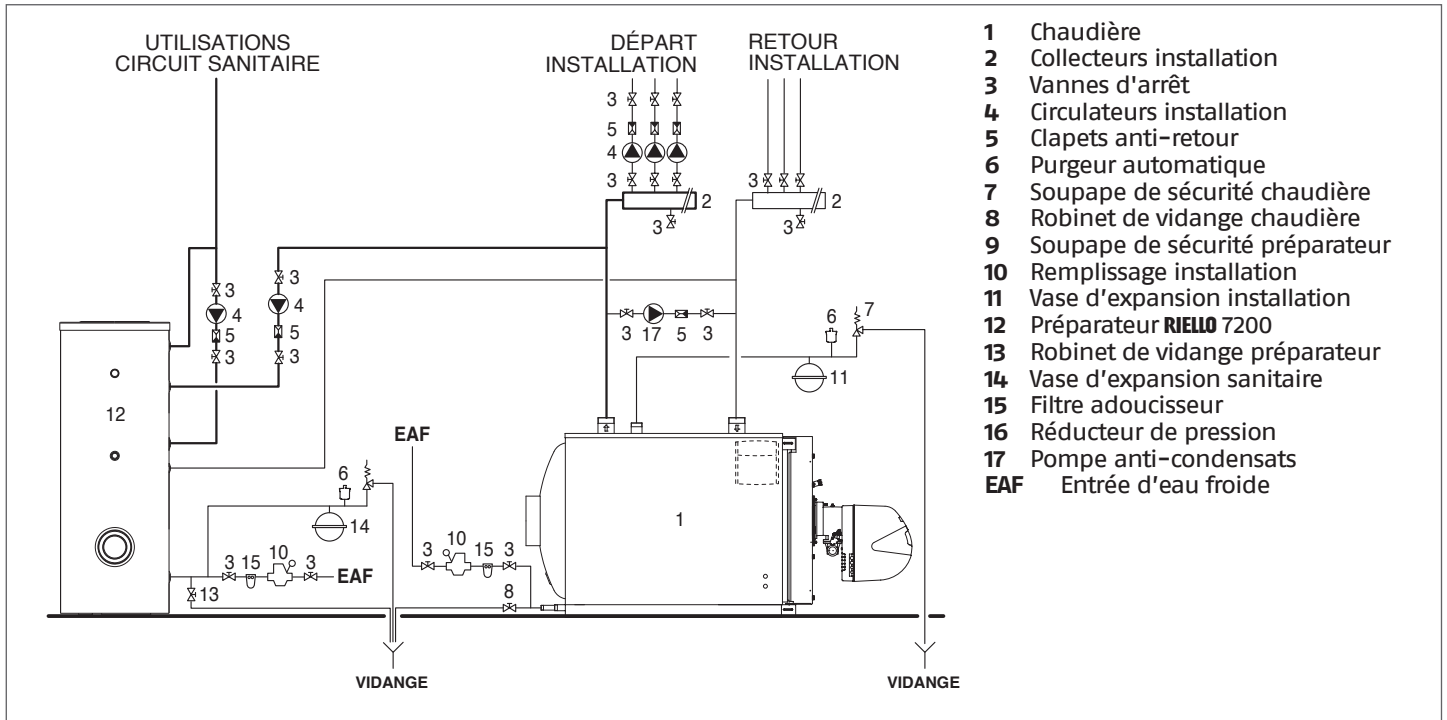 UTILISATIONS
CIRCUIT SANITAIRE
DÉPART
INSTALLATION
RETOUR
INSTALLATION
3
5
4
3
2
3
3
2
3
3
4
5
3
3
4
5
3
3
17
5
3
6
7
11
12
EAF
6
14
1
3
10
15
3
3
15
10
3
EAF
13
8
VIDANGE
VIDANGE
1 Chaudière
2 Collecteurs installation
3 Vannes d'arrêt
4 Circulateurs installation
5 Clapets anti-retour
6 Purgeur automatique
7 Soupape de sécurité chaudière
8 Robinet de vidange chaudière
9 Soupape de sécurité préparateur
10 Remplissage installation
11 Vase d'expansion installation
12 Préparateur RIELLO 7200
13 Robinet de vidange préparateur
14 Vase d'expansion sanitaire
15 Filtre adoucisseur
16 Réducteur de pression
17 Pompe anti-condensats
EAF Entrée d'eau froide